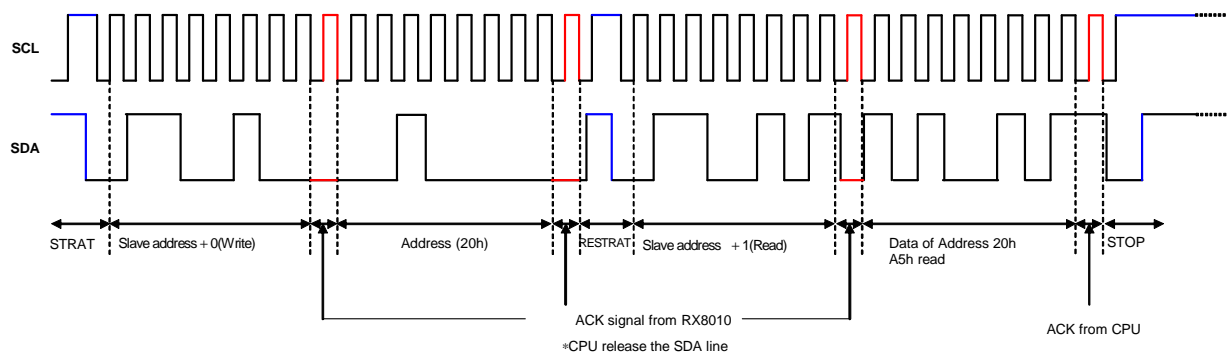 SCL
SDA
STRAT
Slave address + 0(Write)
Address (20h)
RESTRAT
Slave address + 1(Read)
Data of Address 20h
A5h read
STOP
ACK signal from RX8010
*CPU release the SDA line
ACK from CPU